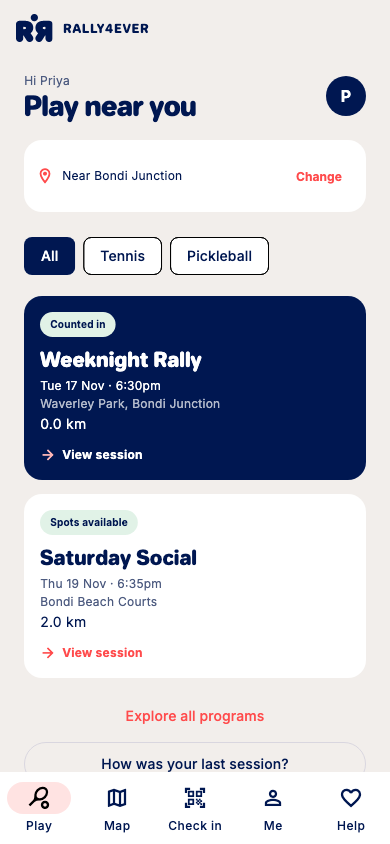 RR RALLY4EVER
Hi Priya
Play near you
P
Near Bondi Junction
Change
All
Tennis
Pickleball
Counted in
Weeknight Rally
Tue 17 Nov · 6:30pm
Waverley Park, Bondi Junction
0.0 km
→ View session
Spots available
Saturday Social
Thu 19 Nov · 6:35pm
Bondi Beach Courts
2.0 km
→ View session
Explore all programs
How was your last session?
Play
Map
Check in
Me
Help